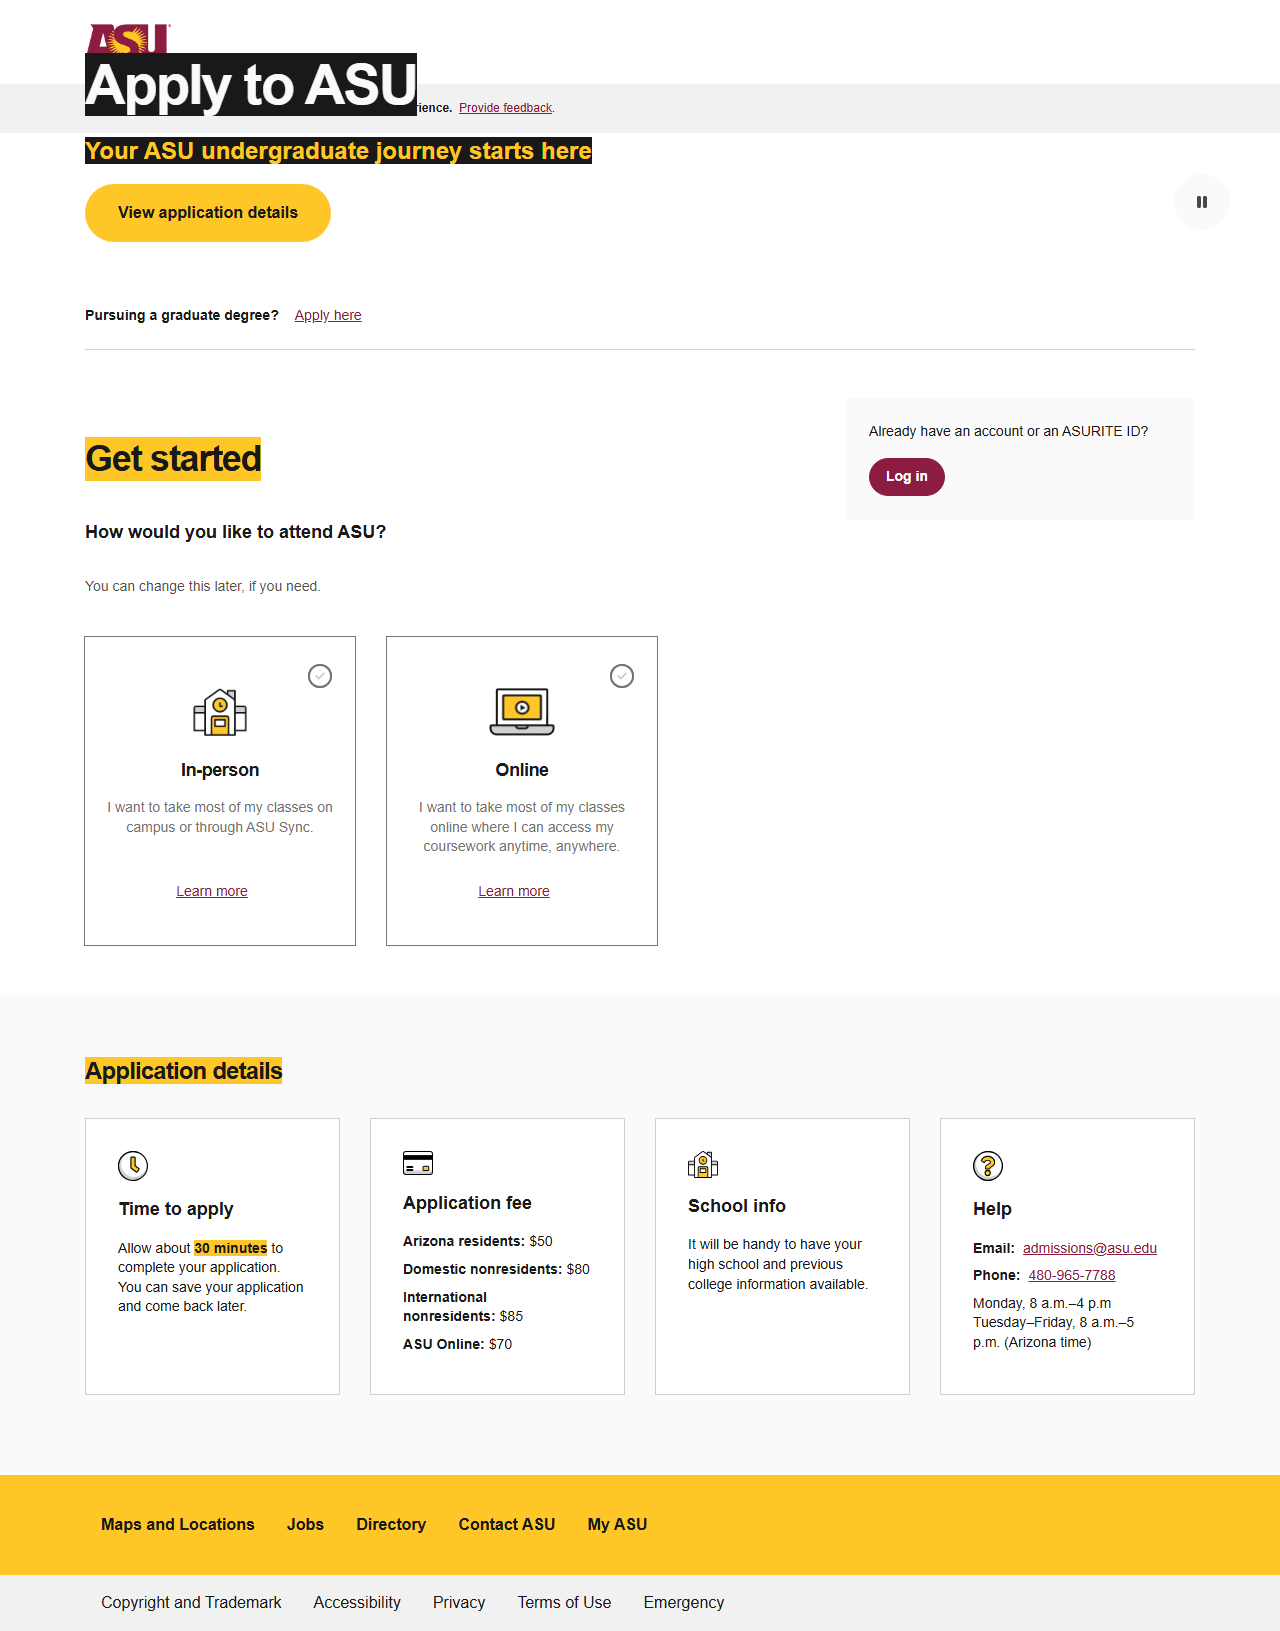 ASU
Apply to ASU
rience. Provide feedback.
Your ASU undergraduate journey starts here
View application details
Pursuing a graduate degree? Apply here
Already have an account or an ASURITE ID?
Log in
Get started
How would you like to attend ASU?
You can change this later, if you need.
In-person
I want to take most of my classes on
campus or through ASU Sync.
Learn more
Online
I want to take most of my classes
online where I can access my
coursework anytime, anywhere.
Learn more
Application details
Time to apply
Allow about 30 minutes to
complete your application.
You can save your application
and come back later.
Application fee
Arizona residents: $50
Domestic nonresidents: $80
International
nonresidents: $85
ASU Online: $70
School info
It will be handy to have your
high school and previous
college information available.
Help
Email: admissions@asu.edu
Phone: 480-965-7788
Monday, 8 a.m.–4 p.m
Tuesday–Friday, 8 a.m.–5
p.m. (Arizona time)
Maps and Locations Jobs Directory Contact ASU My ASU
Copyright and Trademark Accessibility Privacy Terms of Use Emergency